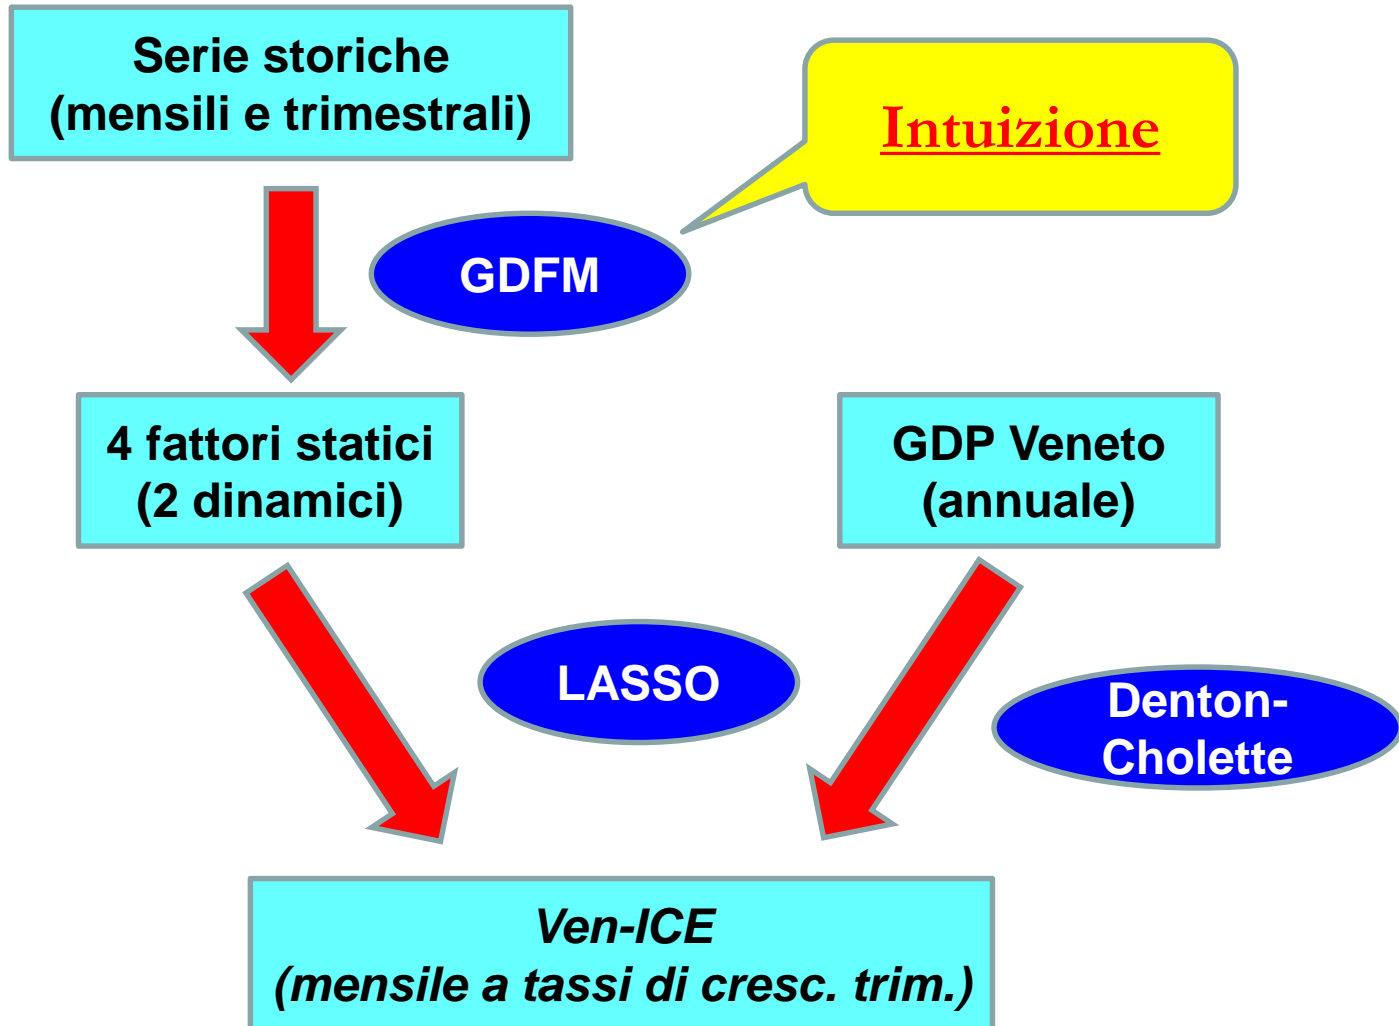 Serie storiche
(mensili e trimestrali)
Intuizione
GDFM
4 fattori statici
(2 dinamici)
GDP Veneto
(annuale)
LASSO
Denton-
Cholette
Ven-ICE
(mensile a tassi di cresc. trim.)